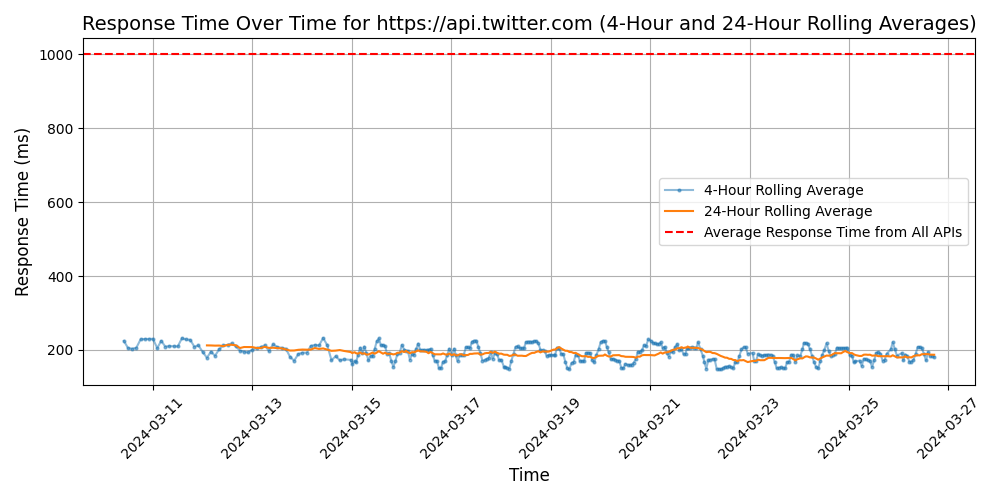 Response Time Over Time for https://api.twitter.com (4-Hour and 24-Hour Rolling Averages)
1000
800
600
400
200
Response Time (ms)
4-Hour Rolling Average
24-Hour Rolling Average
Average Response Time from All APIs
2024-03-11
2024-03-13
2024-03-15
2024-03-17
2024-03-19
2024-03-21
2024-03-23
2024-03-25
2024-03-27
Time